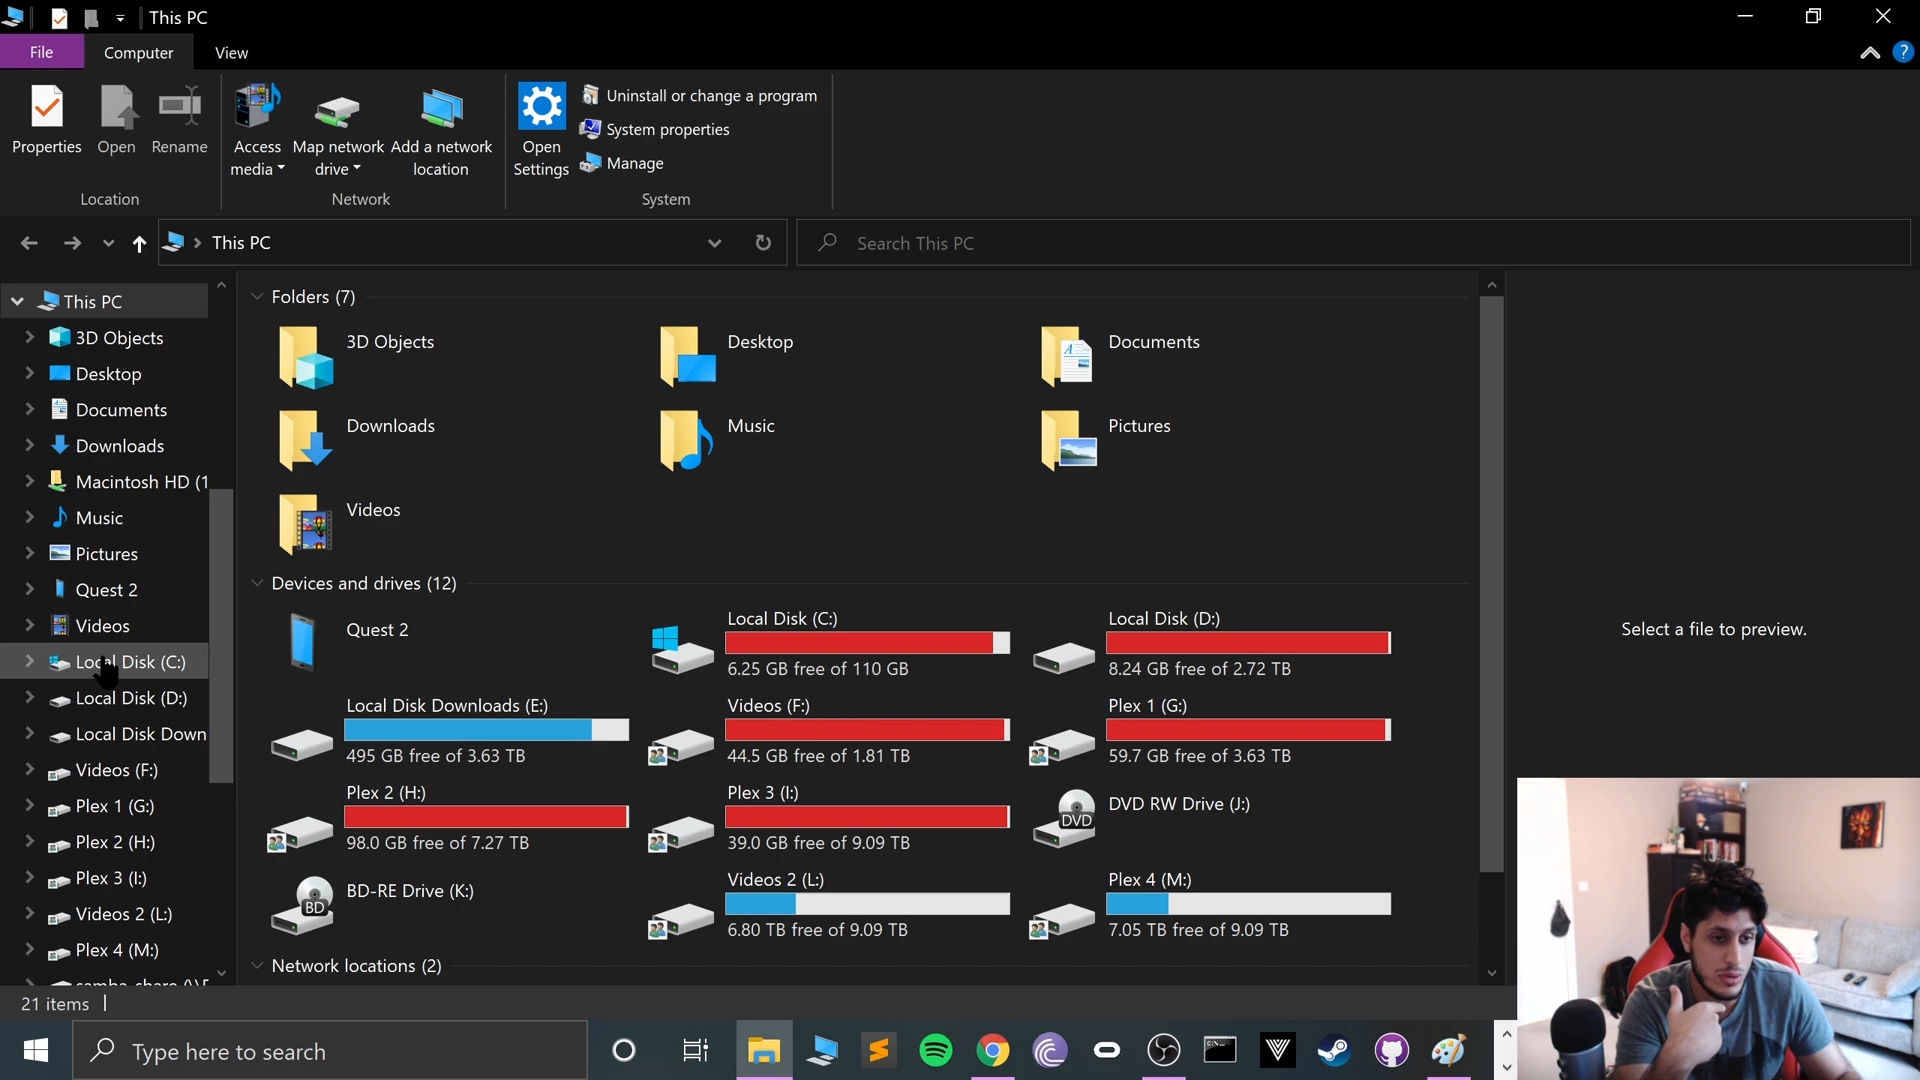 This PC
File
Computer
View
Properties
Open
Rename
Access media
Map network drive
Add a network location
Open Settings
Uninstall or change a program
System properties
Manage
Location
Network
System
This PC
Search This PC
This PC
3D Objects
Desktop
Documents
Downloads
Macintosh HD (1
Music
Pictures
Quest 2
Videos
Local Disk (C:)
Local Disk (D:)
Local Disk Down
Videos (F:)
Plex 1 (G:)
Plex 2 (H:)
Plex 3 (I:)
Videos 2 (L:)
Plex 4 (M:)
Folders (7)
3D Objects
Desktop
Documents
Downloads
Music
Pictures
Videos
Devices and drives (12)
Quest 2
Local Disk (C:)
6.25 GB free of 110 GB
Local Disk (D:)
8.24 GB free of 2.72 TB
Local Disk Downloads (E:)
495 GB free of 3.63 TB
Videos (F:)
44.5 GB free of 1.81 TB
Plex 1 (G:)
59.7 GB free of 3.63 TB
Plex 2 (H:)
98.0 GB free of 7.27 TB
Plex 3 (I:)
39.0 GB free of 9.09 TB
DVD
DVD RW Drive (J:)
BD
BD-RE Drive (K:)
Videos 2 (L:)
6.80 TB free of 9.09 TB
Plex 4 (M:)
7.05 TB free of 9.09 TB
Network locations (2)
Select a file to preview.
21 items
Type here to search